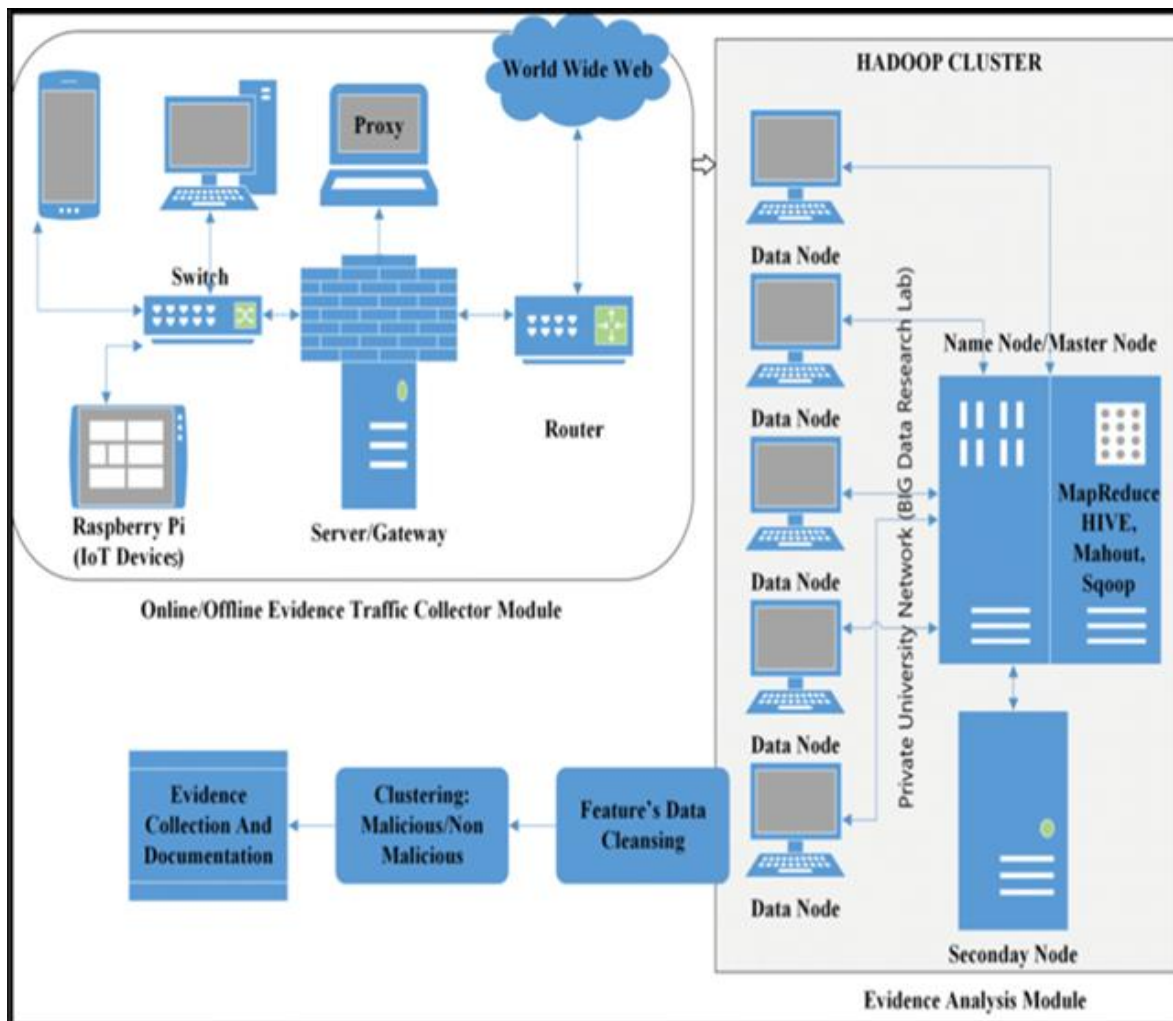 World Wide Web
Proxy
Switch
Router
Raspberry Pi
(IoT Devices)
Server/Gateway
Online/Offline Evidence Traffic Collector Module
HADOOP CLUSTER
Data Node
Data Node
Data Node
Data Node
Data Node
Private University Network (BIG Data Research Lab)
Name Node/Master Node
MapReduce
HIVE,
Mahout,
Sqoop
Seconday Node
Evidence Analysis Module
Feature's Data
Cleansing
Clustering:
Malicious/Non
Malicious
Evidence
Collection And
Documentation